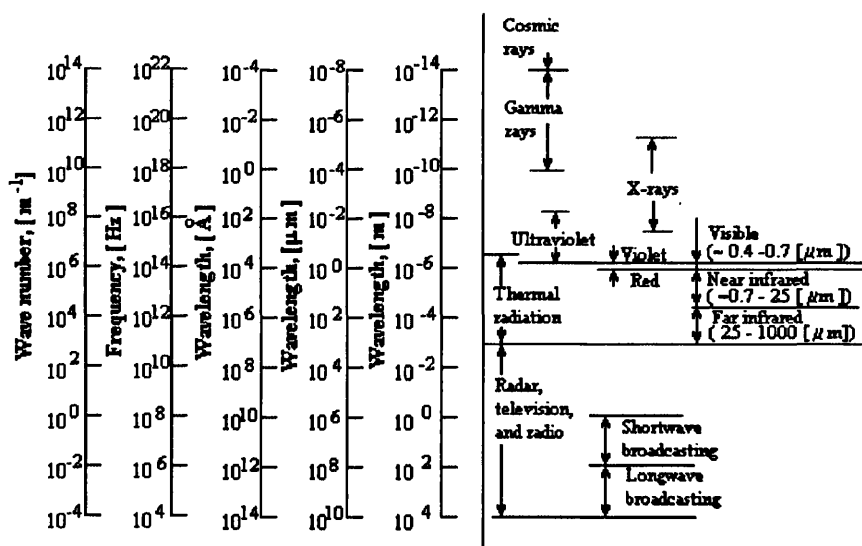 Cosmic
rays
10^14 10^22 10^-4 10^-8 10^-14
Gamma
rays
10^12 10^20 10^-2 10^-6 10^-12
10^10 10^18 10^0 10^-4 10^-10
X-rays
10^8 10^16 10^2 10^-2 10^-8
Ultraviolet
Violet
Visible
(~ 0.4 -0.7 [ μm ])
10^6 10^14 10^4 10^0 10^-6
Red
Near infrared
(~0.7 - 25 [ μm])
Thermal
radiation
10^4 10^12 10^6 10^2 10^-4
Far infrared
( 25 - 1000 [ μm])
10^2 10^10 10^8 10^4 10^-2
Radar,
television,
and radio
10^0 10^8 10^10 10^6 10^0
Shortwave
broadcasting
10^-2 10^6 10^12 10^8 10^2
Longwave
broadcasting
10^-4 10^4 10^14 10^10 10^4
Wave number, [ m^-1 ]
Frequency, [ Hz ]
Wavelength, [ Å ]
Wavelength, [μm ]
Wavelength, [ m ]